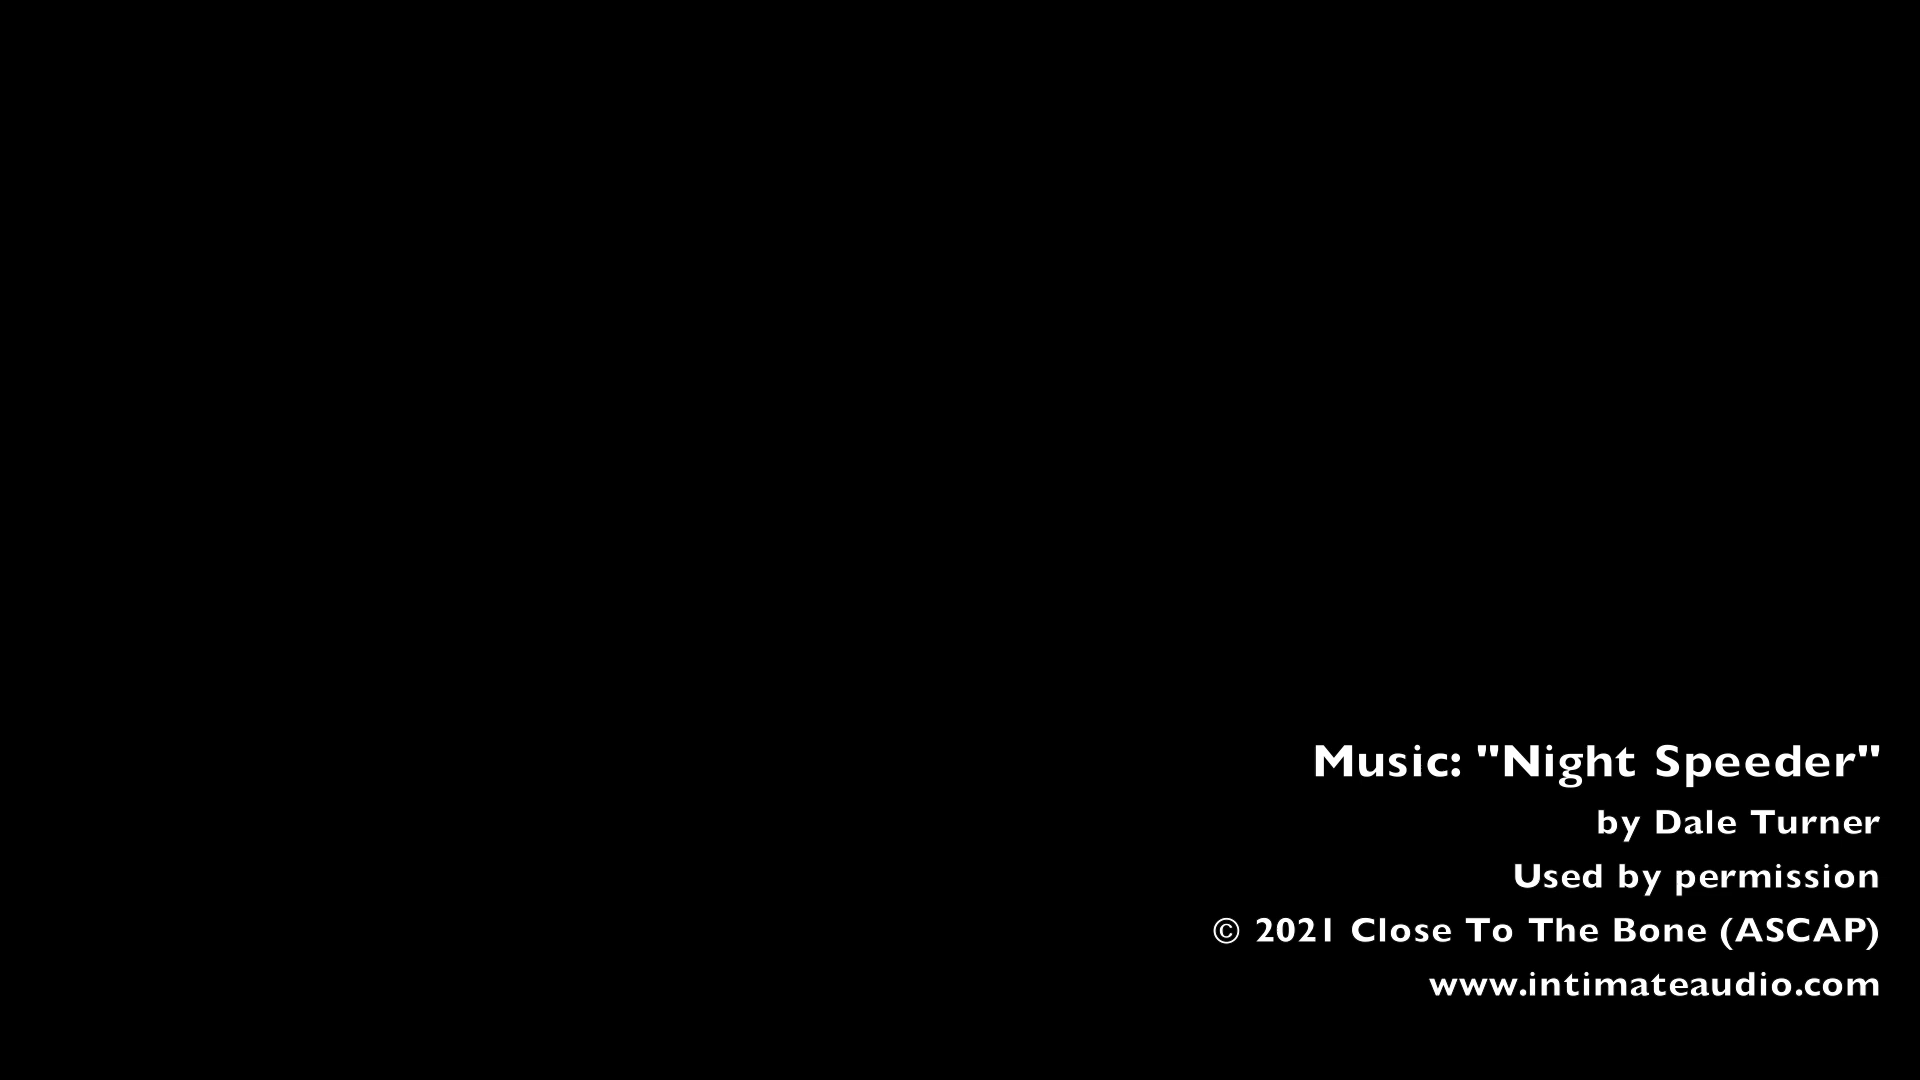 Music: "Night Speeder"
by Dale Turner
Used by permission
© 2021 Close To The Bone (ASCAP)
www.intimateaudio.com